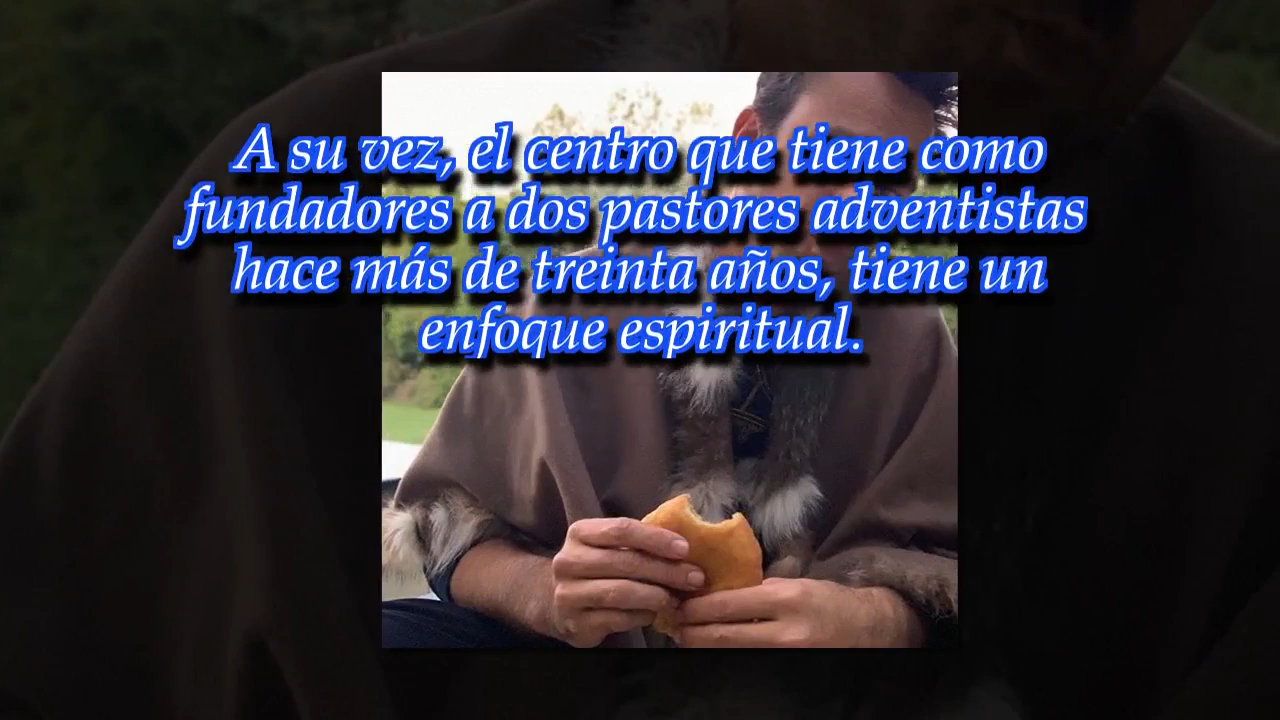 A su vez, el centro que tiene como
fundadores a dos pastores adventistas
hace más de treinta años, tiene un
enfoque espiritual.